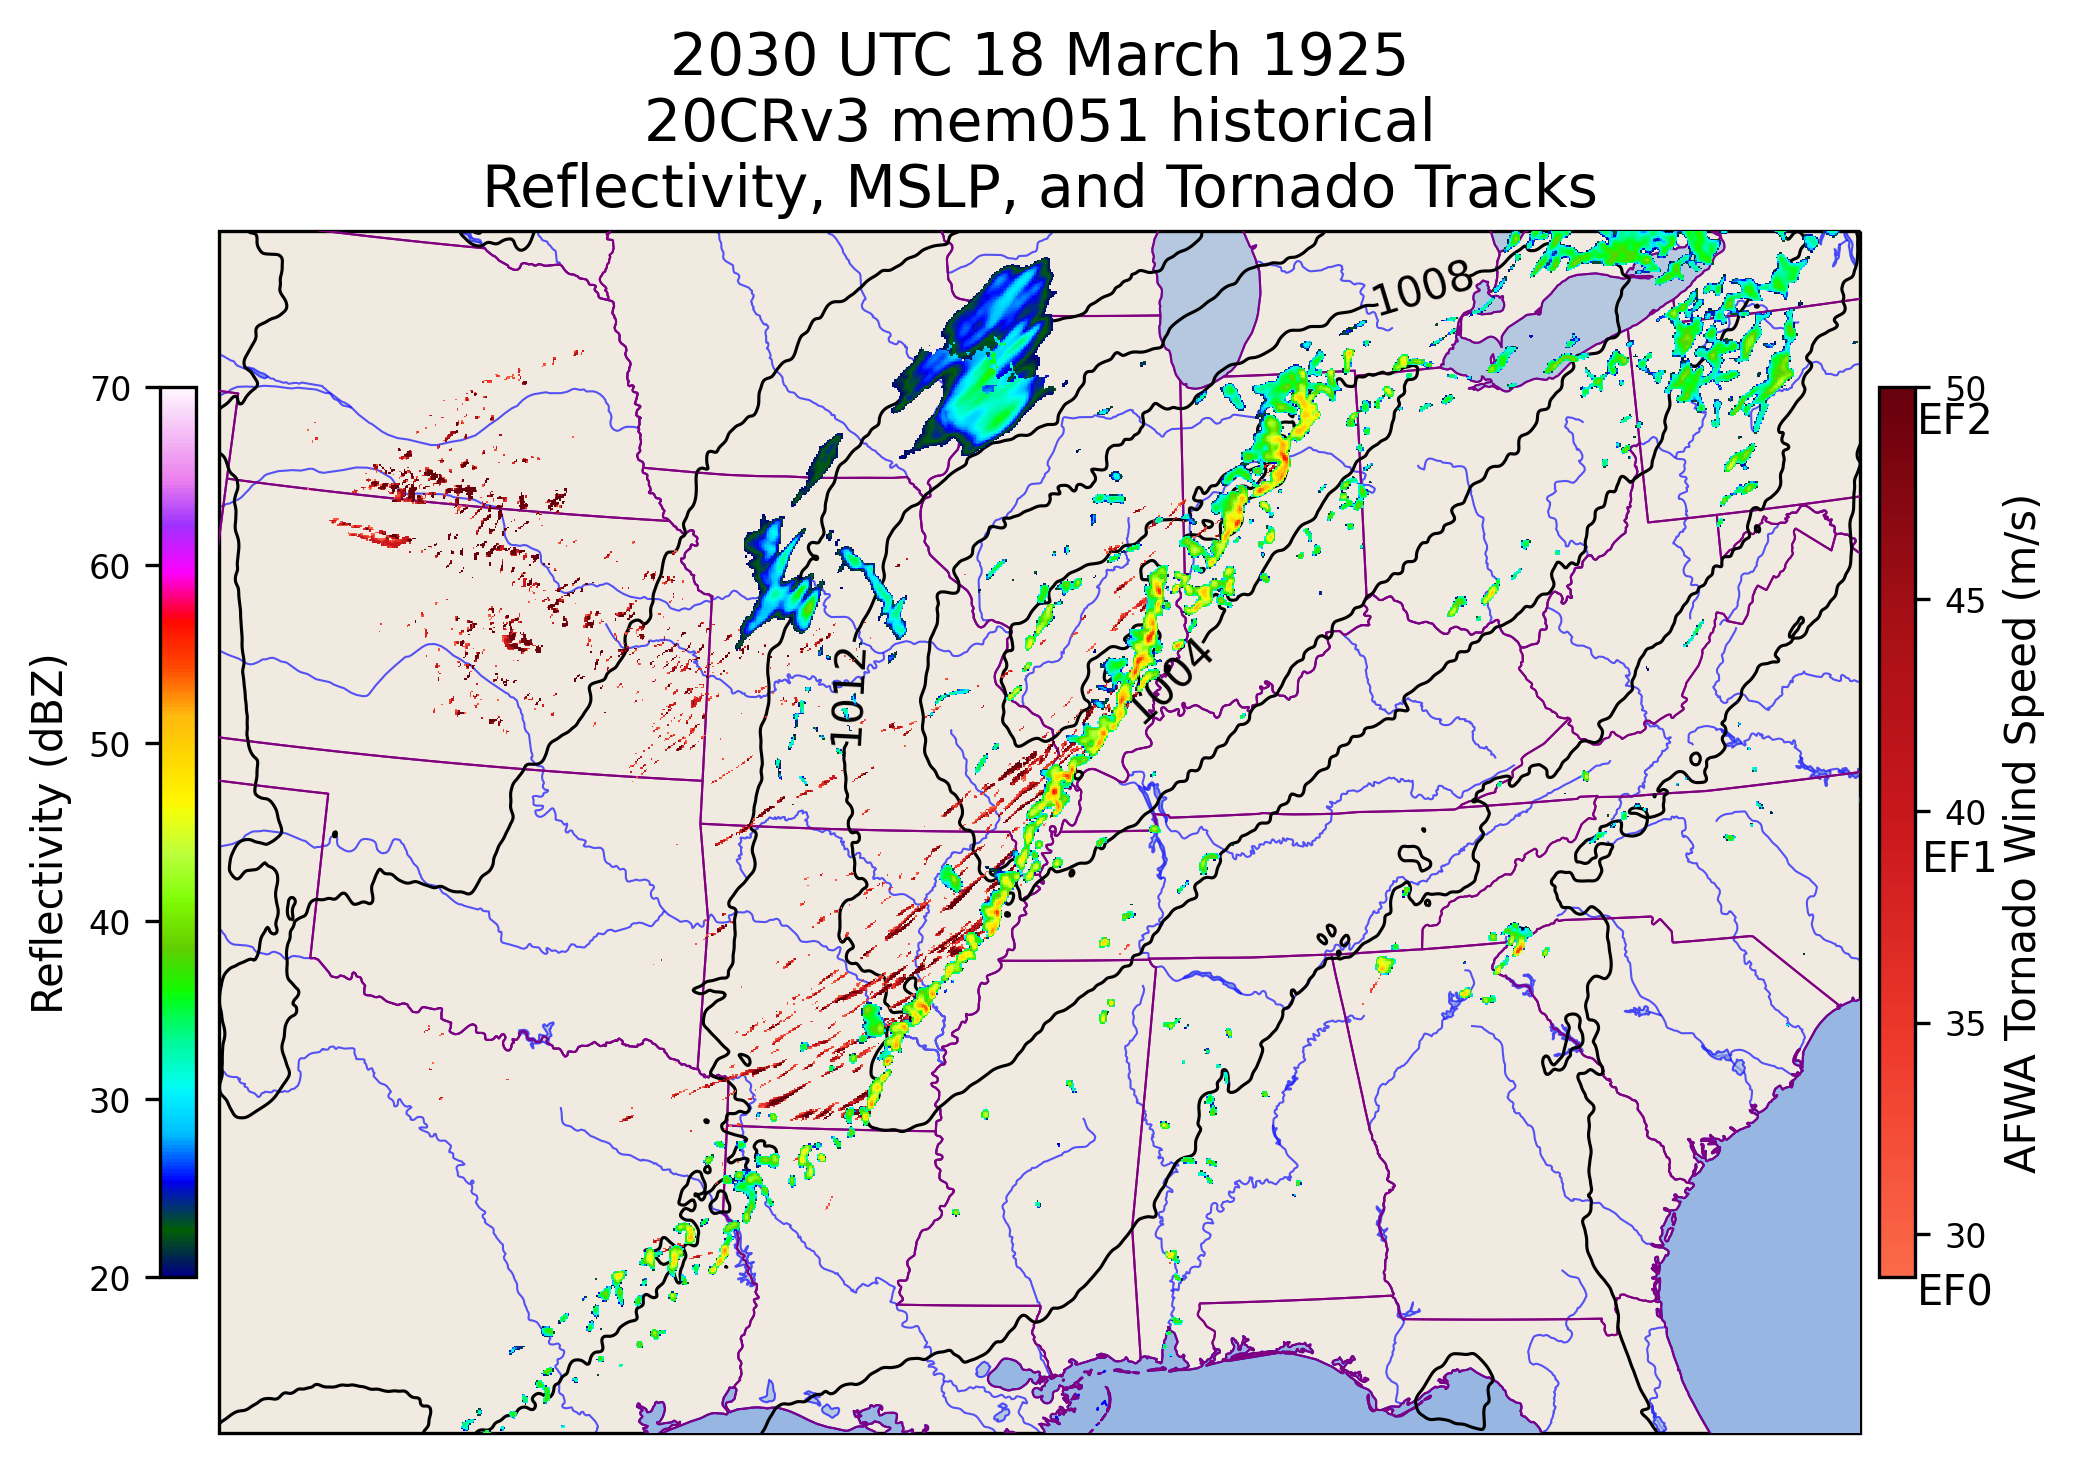 2030 UTC 18 March 1925
20CRv3 mem051 historical
Reflectivity, MSLP, and Tornado Tracks
1008
1012
1004
Reflectivity (dBZ)
70
60
50
40
30
20
50
EF2
45
40
EF1
35
30
EF0
AFWA Tornado Wind Speed (m/s)